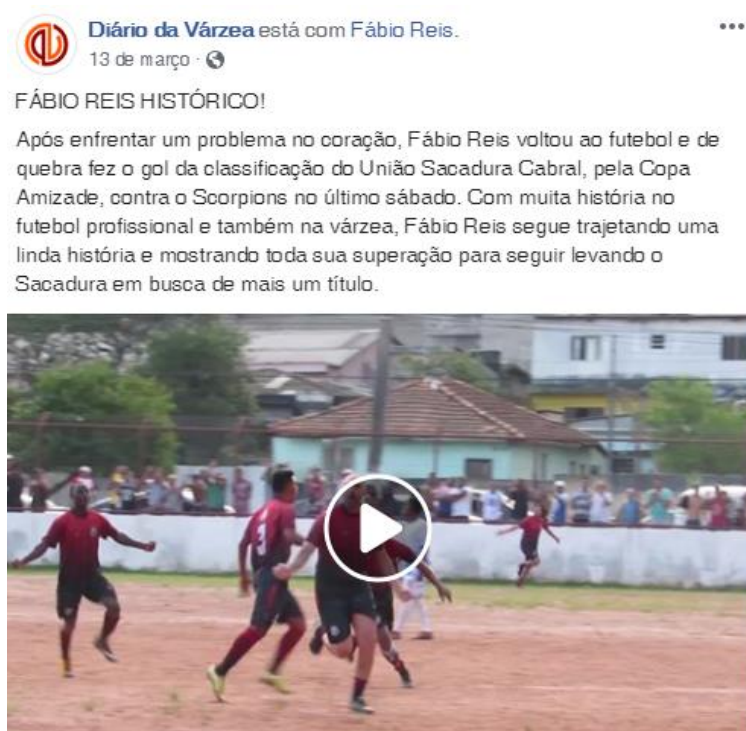 Diário da Várzea está com Fábio Reis.
13 de março ·
FÁBIO REIS HISTÓRICO!
Após enfrentar um problema no coração, Fábio Reis voltou ao futebol e de
quebra fez o gol da classificação do União Sacadura Cabral, pela Copa
Amizade, contra o Scorpions no último sábado. Com muita história no
futebol profissional e também na várzea, Fábio Reis segue trajetando uma
linda história e mostrando toda sua superação para seguir levando o
Sacadura em busca de mais um título.